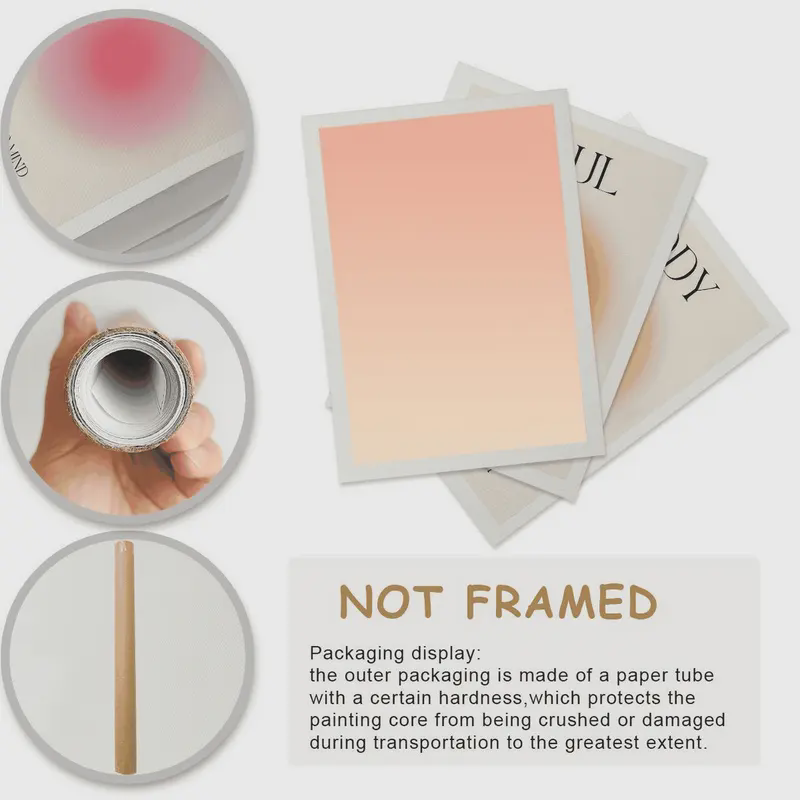 MIND
UL
ODY
NOT FRAMED
Packaging display:
the outer packaging is made of a paper tube
with a certain hardness,which protects the
painting core from being crushed or damaged
during transportation to the greatest extent.